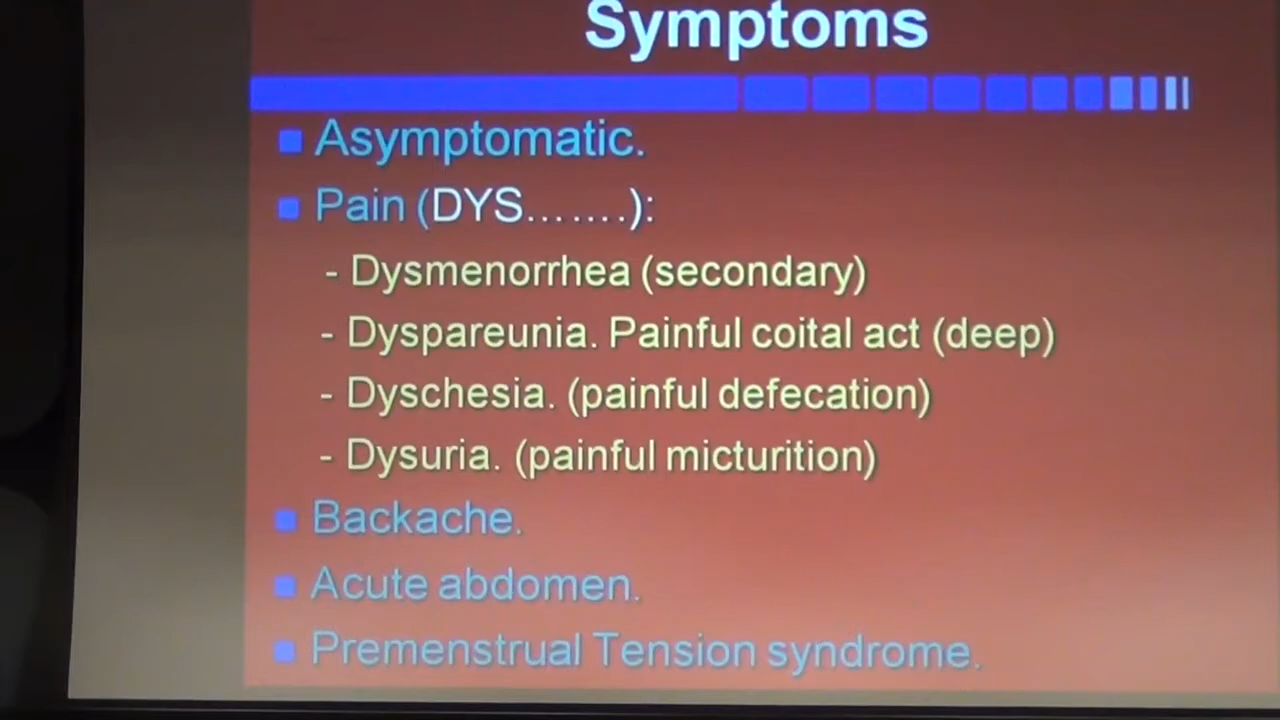 Symptoms
Asymptomatic.
Pain (DYS.......):
- Dysmenorrhea (secondary)
- Dyspareunia. Painful coital act (deep)
- Dyschesia. (painful defecation)
- Dysuria. (painful micturition)
Backache.
Acute abdomen.
Premenstrual Tension syndrome.